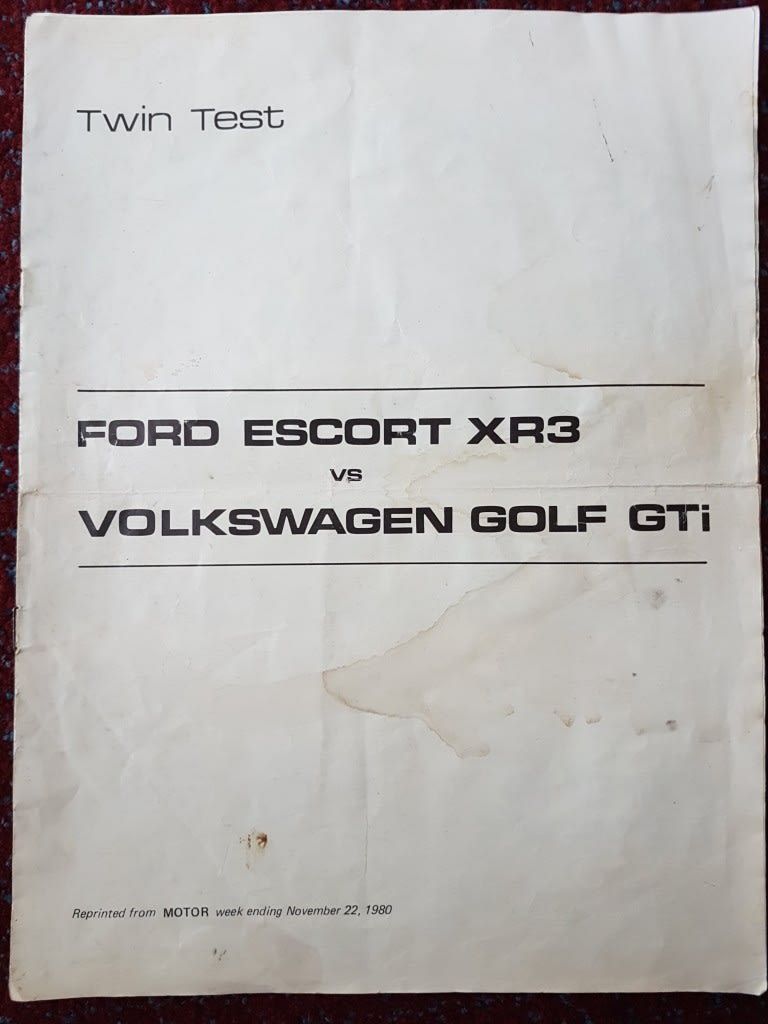 Twin Test
FORD ESCORT XR3
VS
VOLKSWAGEN GOLF GTi
Reprinted from MOTOR week ending November 22, 1980